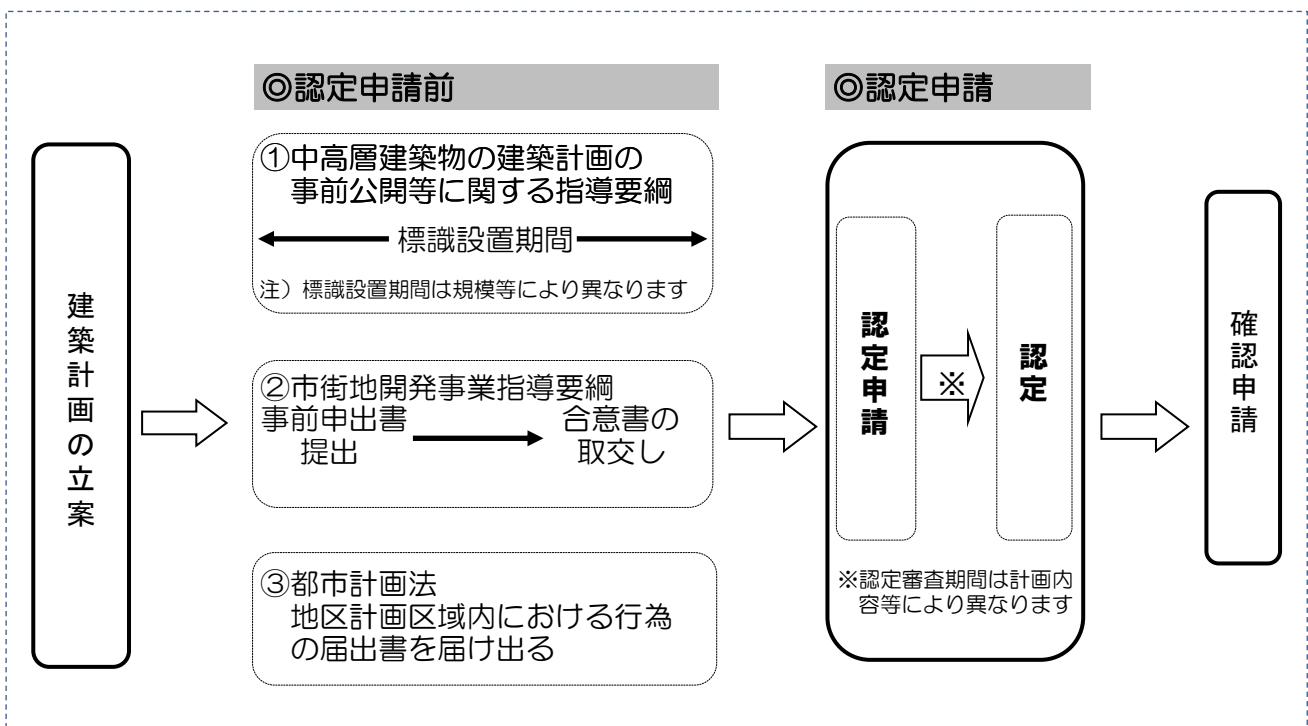 建築計画の立案
◎認定申請前
①中高層建築物の建築計画の
事前公開等に関する指導要綱
標識設置期間
注）標識設置期間は規模等により異なります
②市街地開発事業指導要綱
事前申出書
提出
合意書の
取交し
③都市計画法
地区計画区域内における行為
の届出書を届け出る
◎認定申請
認定申請
※
認定
※認定審査期間は計画内
容等により異なります
確認申請